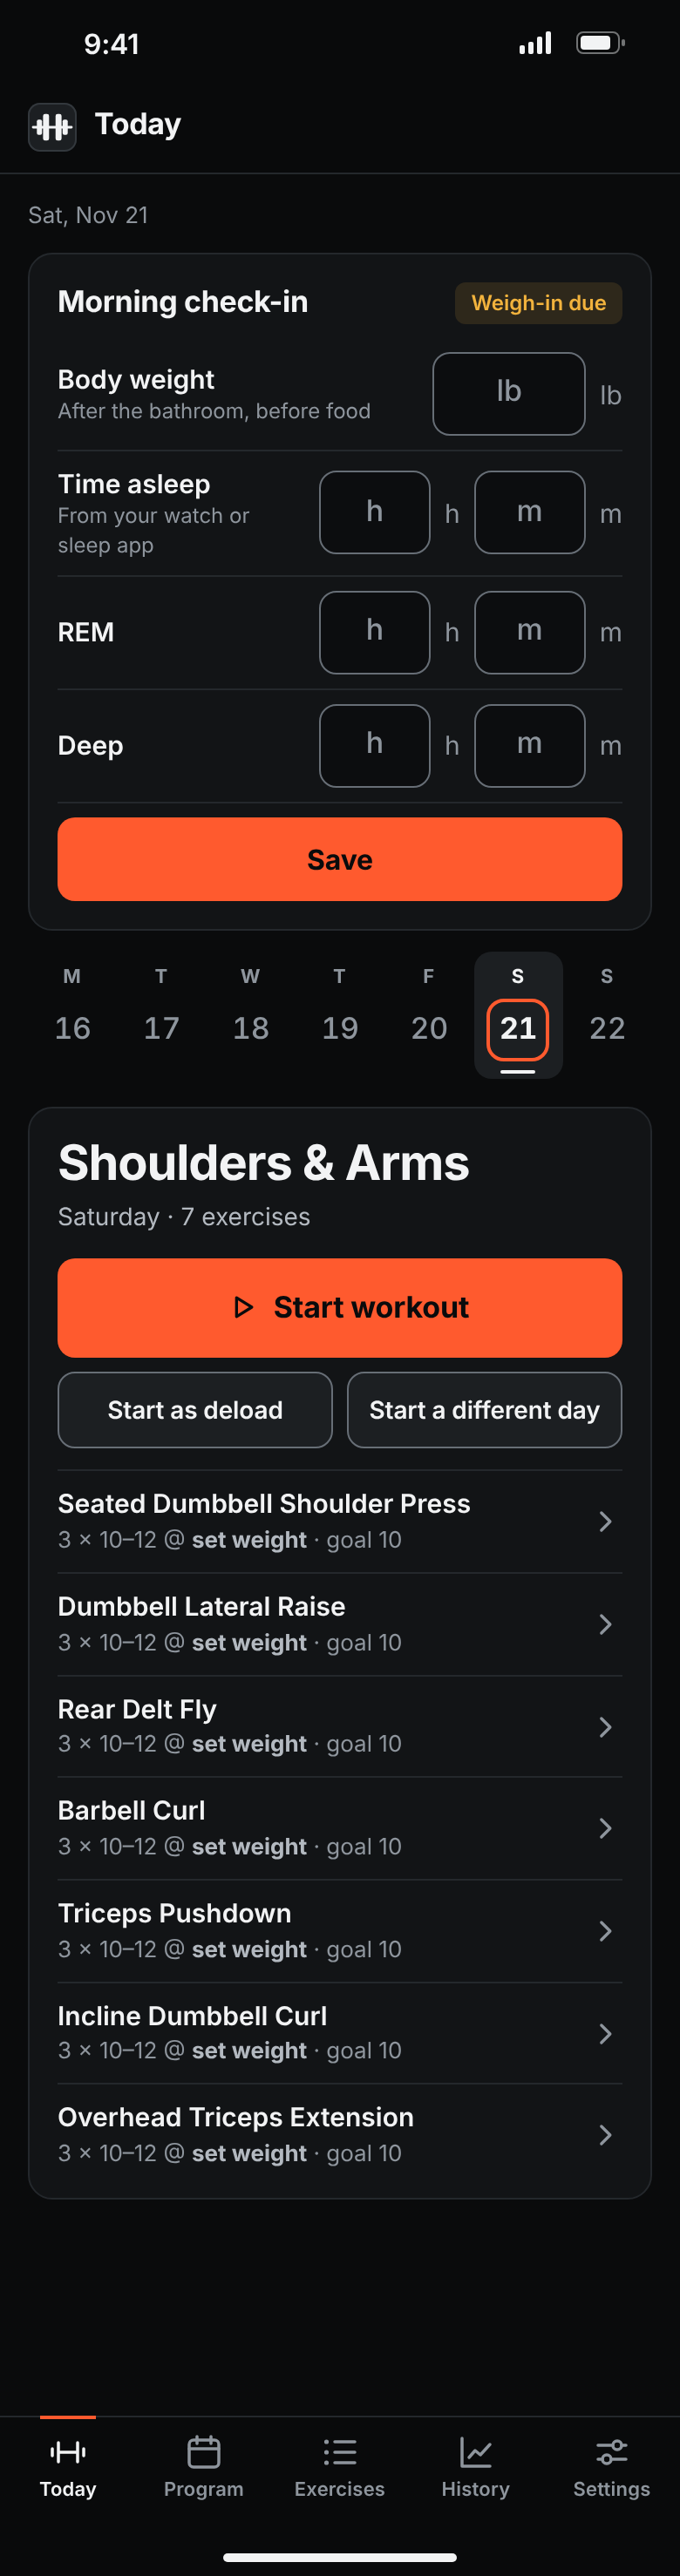 9:41
Today
Sat, Nov 21
Morning check-in
Weigh-in due
Body weight
After the bathroom, before food
lb lb
Time asleep
From your watch or
sleep app
h h m m
REM
h h m m
Deep
h h m m
Save
M T W T F S S
16 17 18 19 20 21 22
Shoulders & Arms
Saturday · 7 exercises
Start workout
Start as deload
Start a different day
Seated Dumbbell Shoulder Press
3 × 10–12 @ set weight · goal 10
Dumbbell Lateral Raise
3 × 10–12 @ set weight · goal 10
Rear Delt Fly
3 × 10–12 @ set weight · goal 10
Barbell Curl
3 × 10–12 @ set weight · goal 10
Triceps Pushdown
3 × 10–12 @ set weight · goal 10
Incline Dumbbell Curl
3 × 10–12 @ set weight · goal 10
Overhead Triceps Extension
3 × 10–12 @ set weight · goal 10
Today Program Exercises History Settings